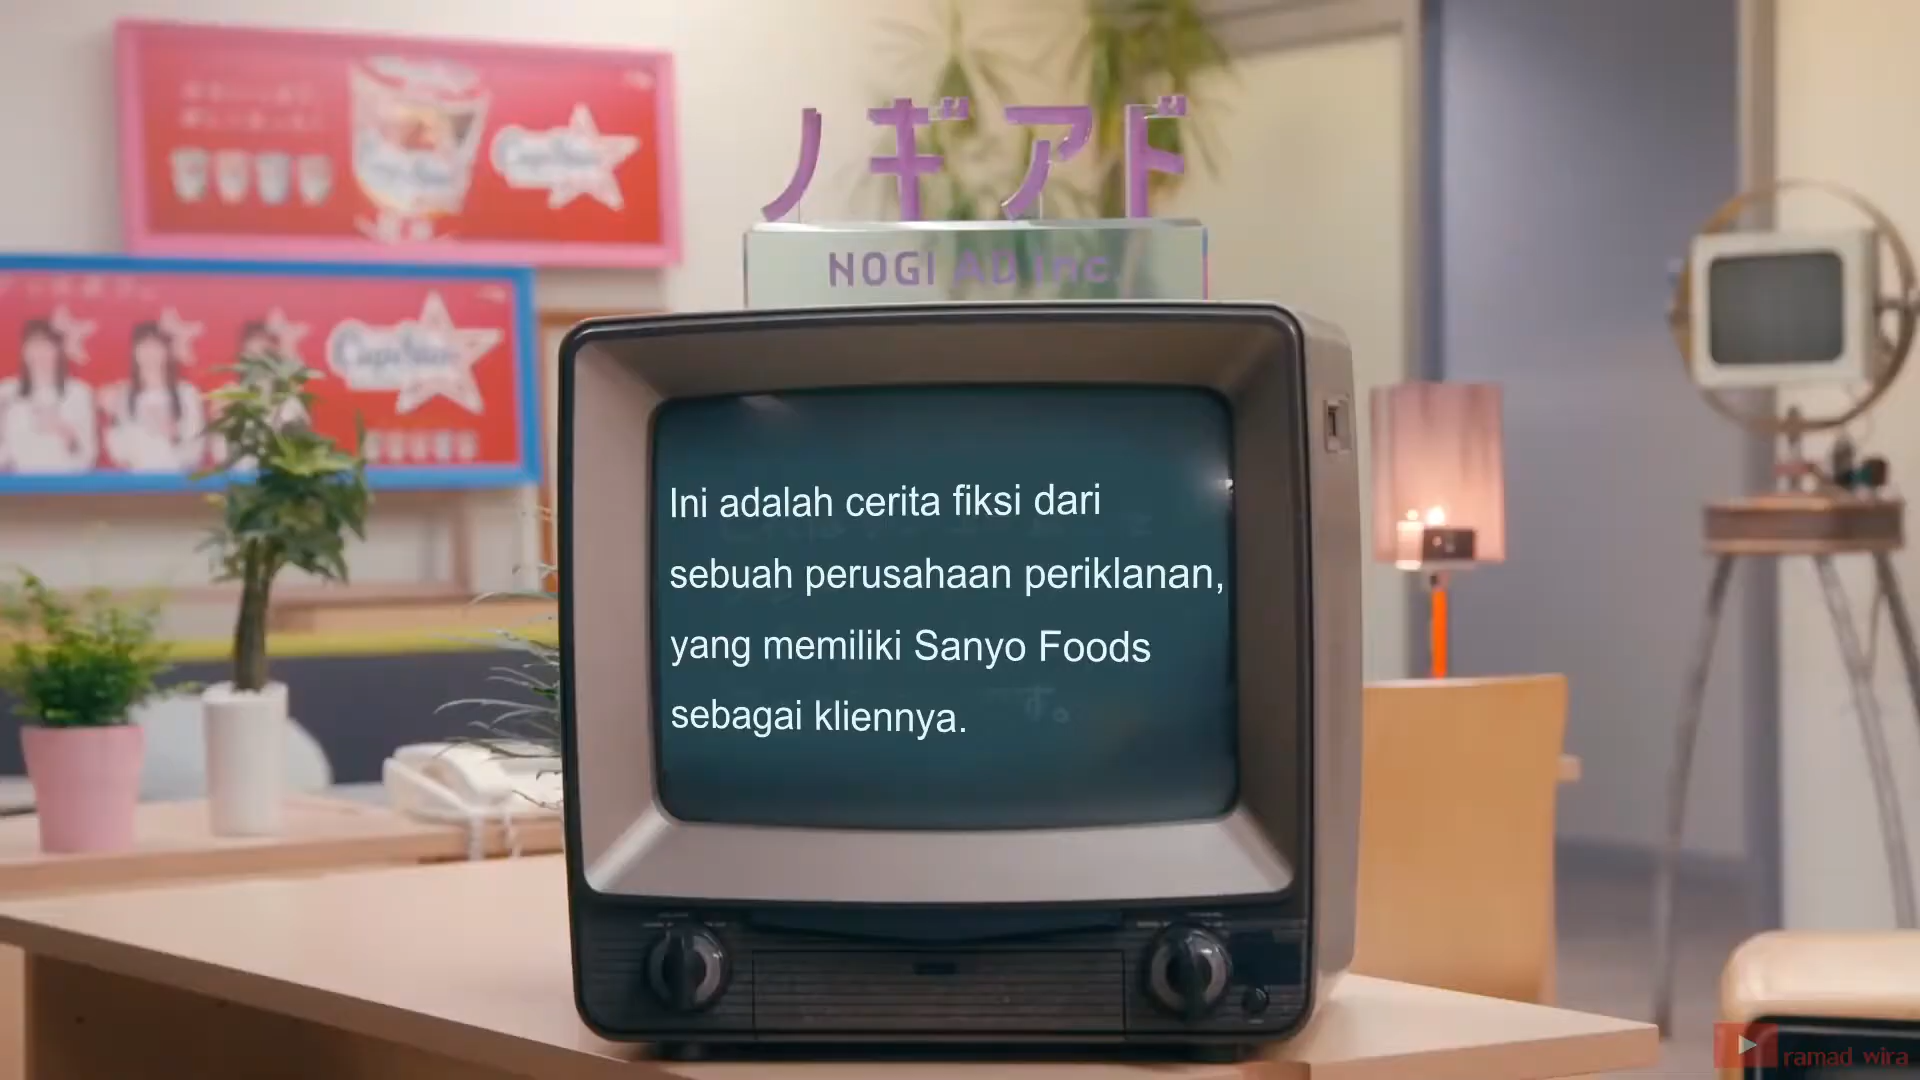 ノギアド
NOGI AD Inc.
Ini adalah cerita fiksi dari
sebuah perusahaan periklanan,
yang memiliki Sanyo Foods
sebagai kliennya.
ramad wira